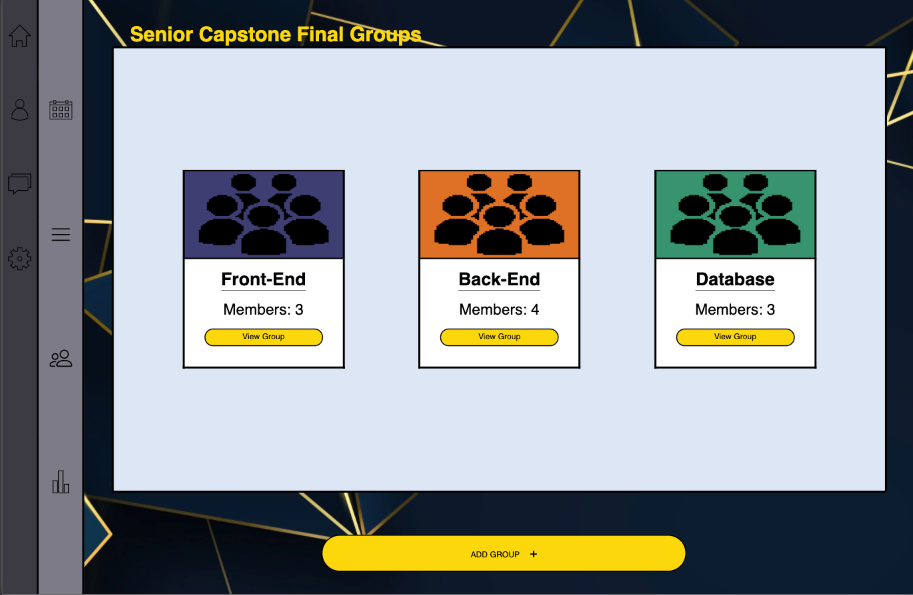 Senior Capstone Final Groups
Front-End
Members: 3
View Group
Back-End
Members: 4
View Group
Database
Members: 3
View Group
ADD GROUP +